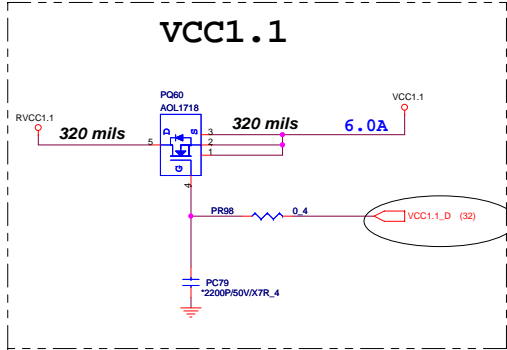 VCC1.1
PQ60
AOL1718
RVCC1.1
VCC1.1
320 mils
320 mils
6.0A
D
S
G
5
3
2
1
4
PR98
0_4
VCC1.1_D (32)
PC79
*2200P/50V/X7R_4